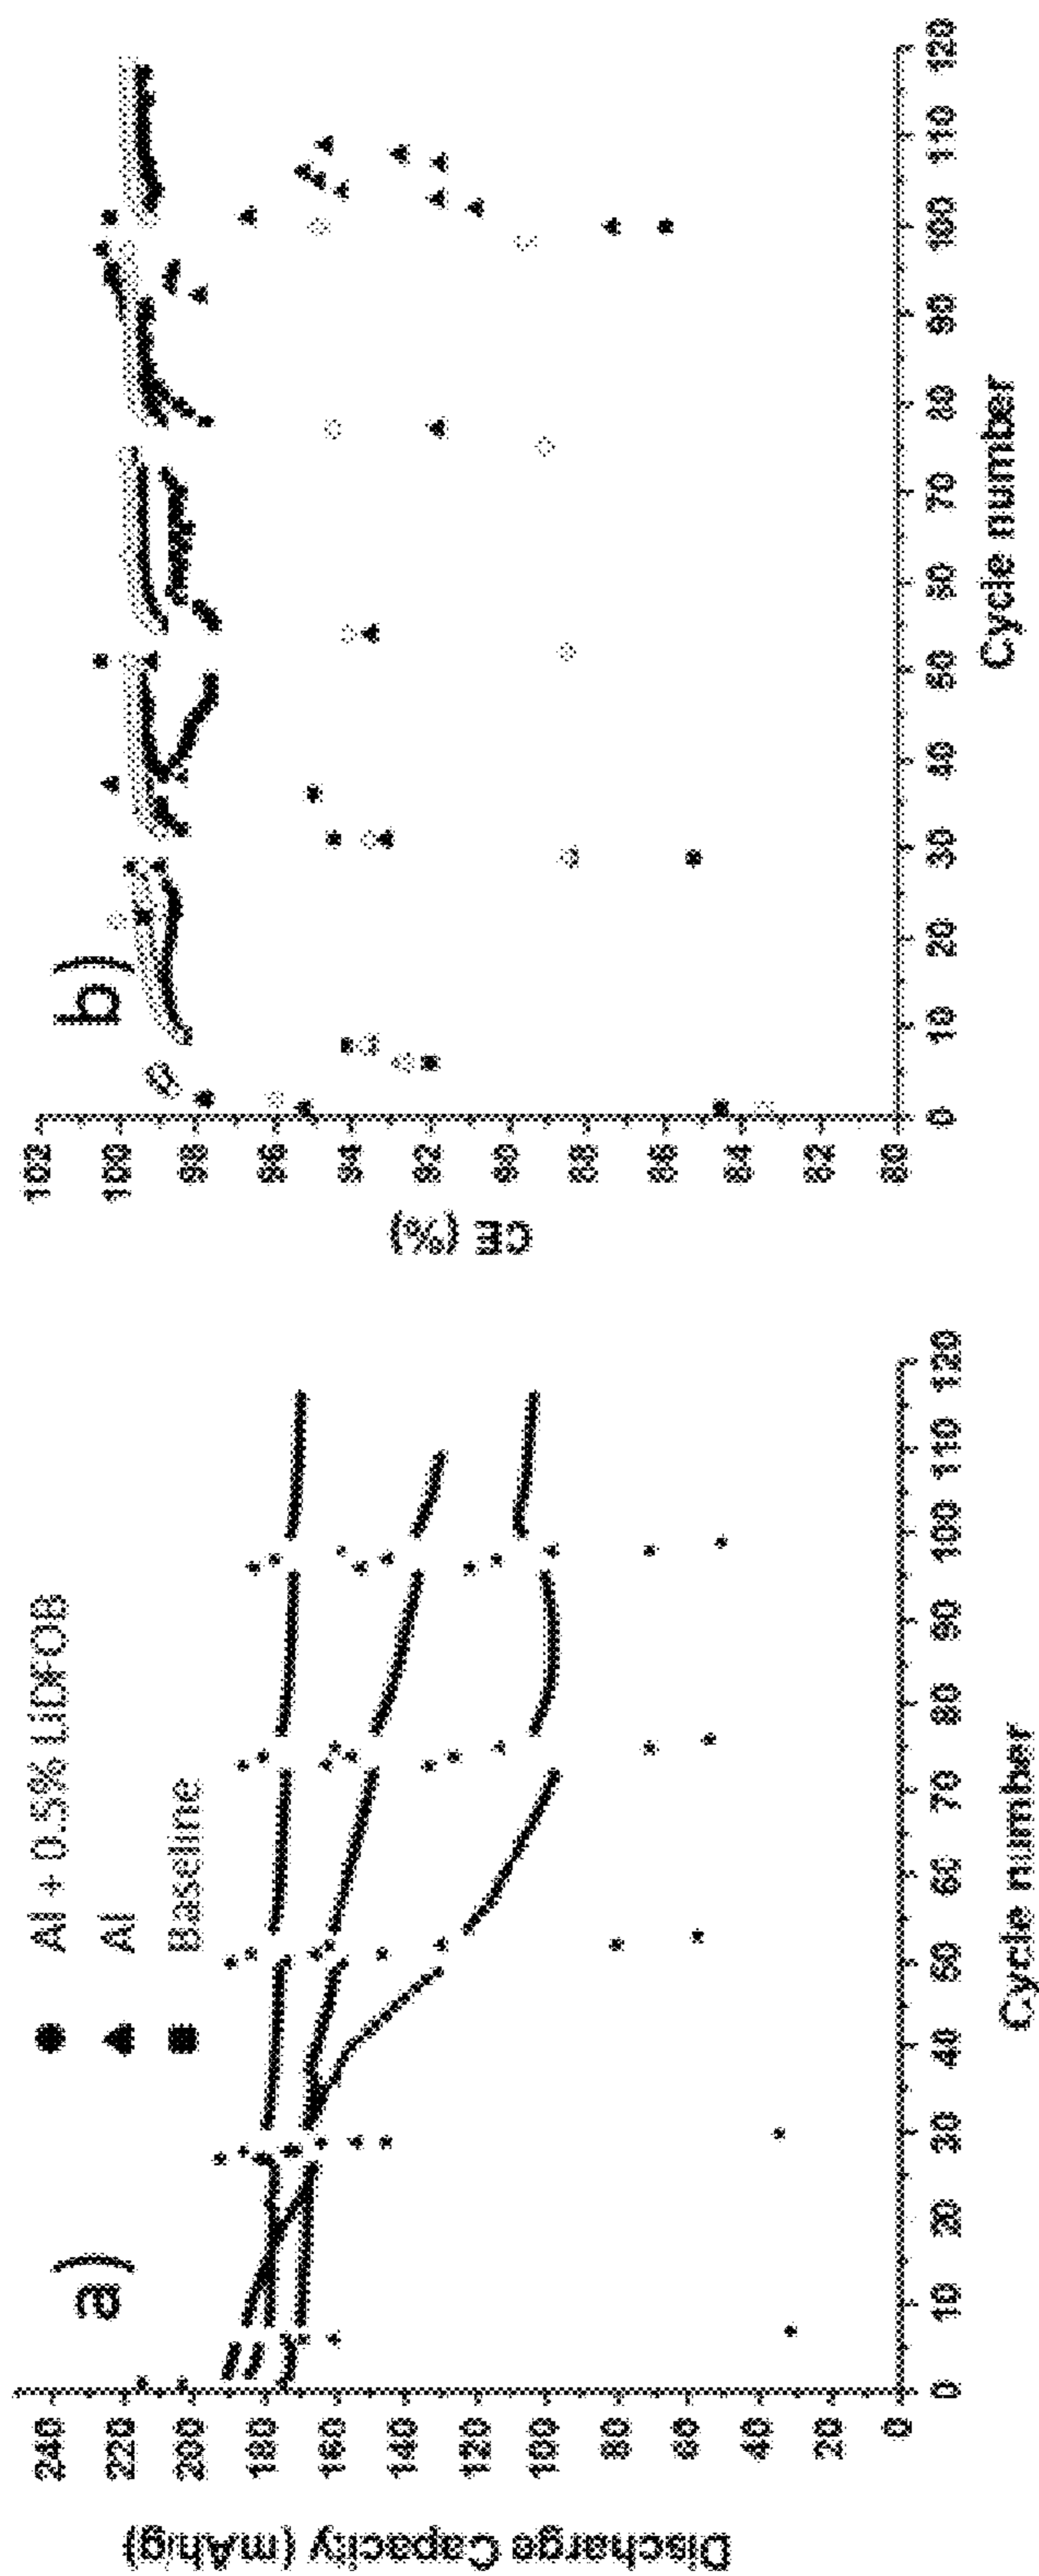 a)
Al + 0.5% LiDFOB
Al
Baseline
Discharge Capacity (mAh/g)
240
220
200
180
160
140
120
100
80
60
40
20
0
0 10 20 30 40 50 60 70 80 90 100 110 120
Cycle number
b)
CE (%)
102
100
98
96
94
92
90
88
86
84
82
80
0 10 20 30 40 50 60 70 80 90 100 110 120
Cycle number